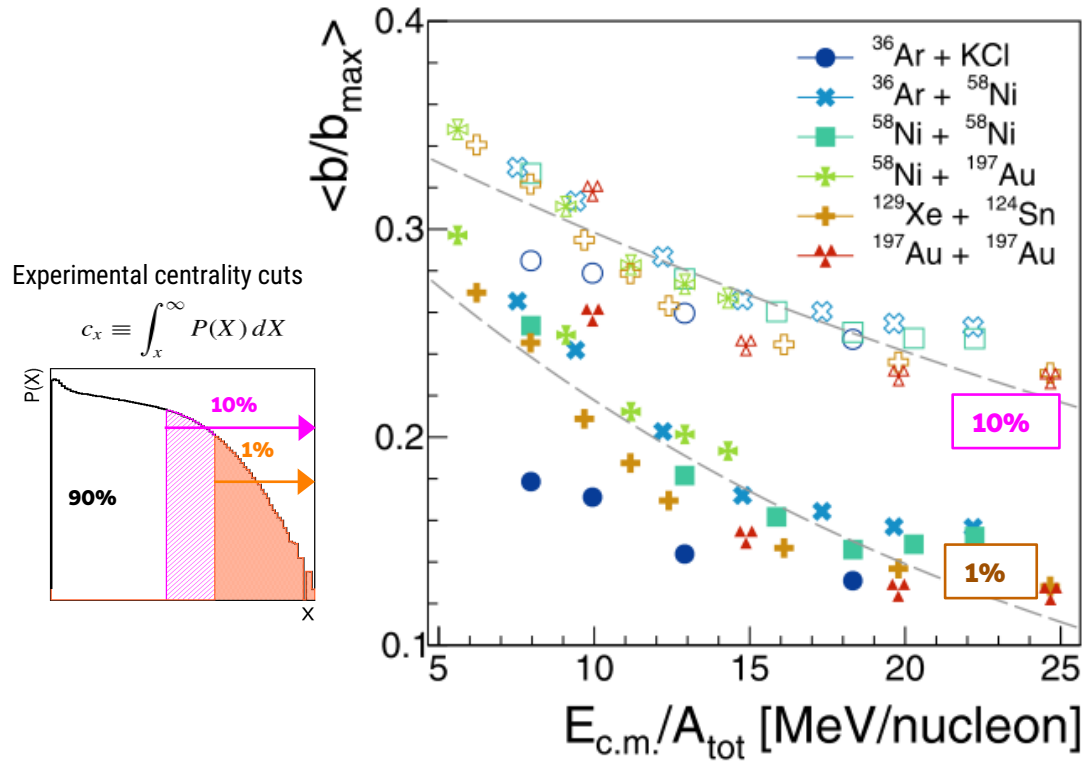 Experimental centrality cuts
c_x ≡ ∫_x^∞ P(X) dX
P(X)
10%
1%
90%
X
<b/b_max>
0.4
0.3
0.2
0.1
5
10
15
20
25
E_c.m./A_tot [MeV/nucleon]
³⁶Ar + KCl
³⁶Ar + ⁵⁸Ni
⁵⁸Ni + ⁵⁸Ni
⁵⁸Ni + ¹⁹⁷Au
¹²⁹Xe + ¹²⁴Sn
¹⁹⁷Au + ¹⁹⁷Au
10%
1%